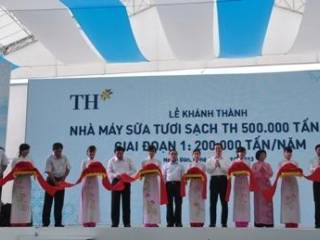 TH
LỄ KHÁNH THÀNH
NHÀ MÁY SỮA TƯƠI SẠCH TH 500.000 TẤN
GIAI ĐOẠN 1: 200.000 TẤN/NĂM